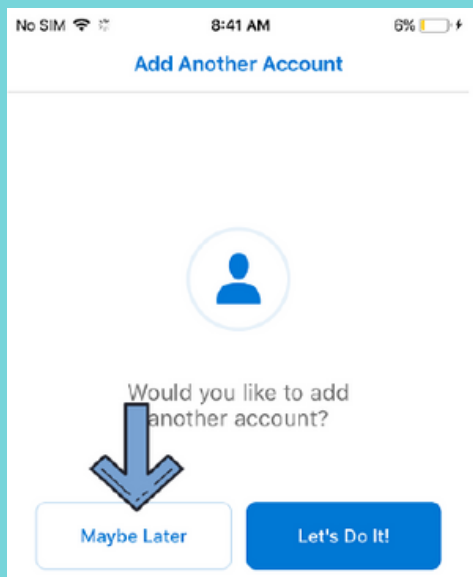 No SIM 8:41 AM 6%
Add Another Account
Would you like to add
another account?
Maybe Later Let's Do It!